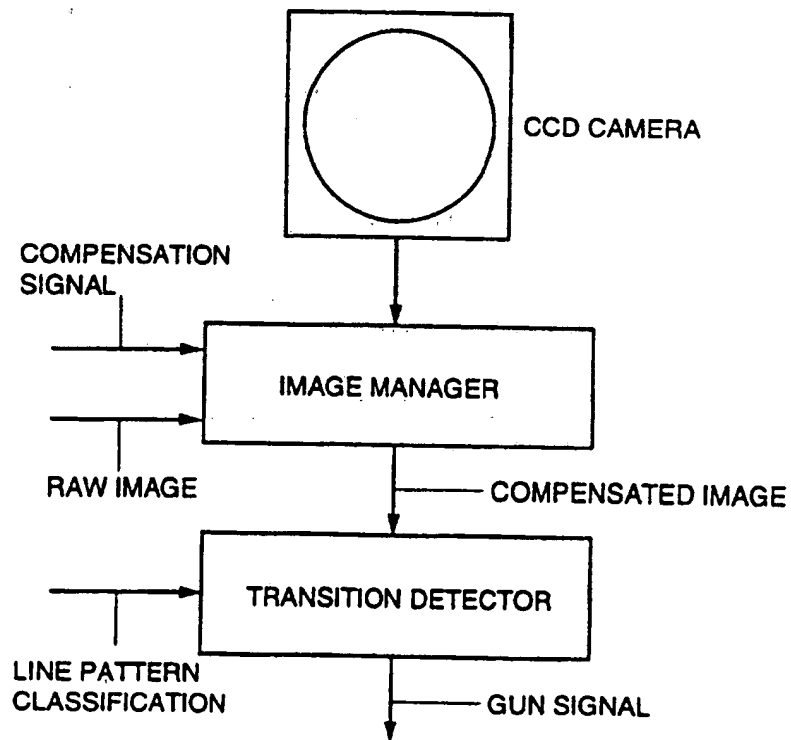 CCD CAMERA
COMPENSATION
SIGNAL
IMAGE MANAGER
RAW IMAGE
COMPENSATED IMAGE
TRANSITION DETECTOR
LINE PATTERN
CLASSIFICATION
GUN SIGNAL